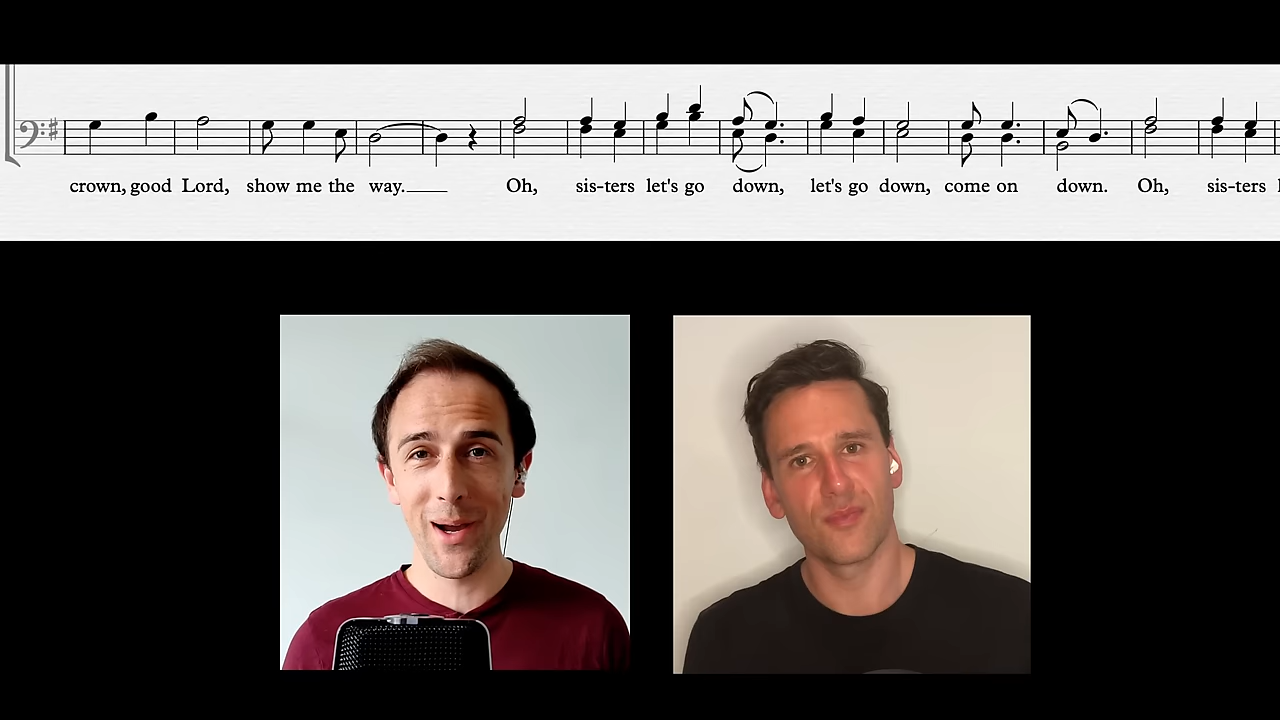 crown, good Lord, show me the way. Oh, sis-ters let's go down, let's go down, come on down. Oh, sis-ters